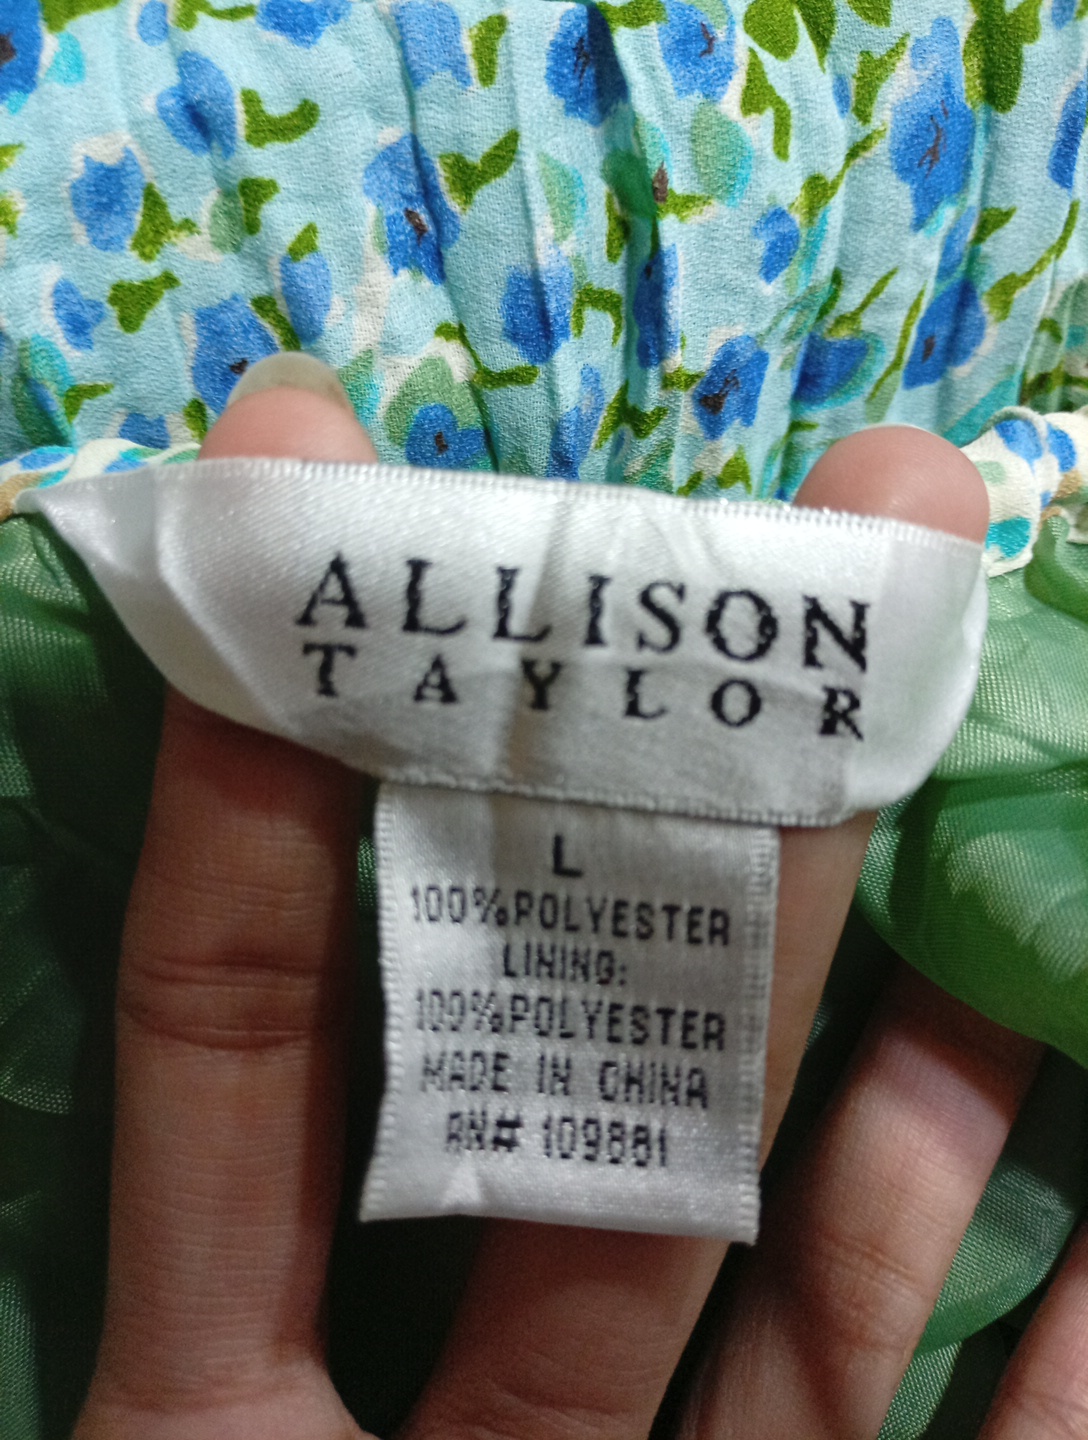 ALLISON
TAYLOR
L
100%POLYESTER
LINING:
100%POLYESTER
MADE IN CHINA
RN# 109881